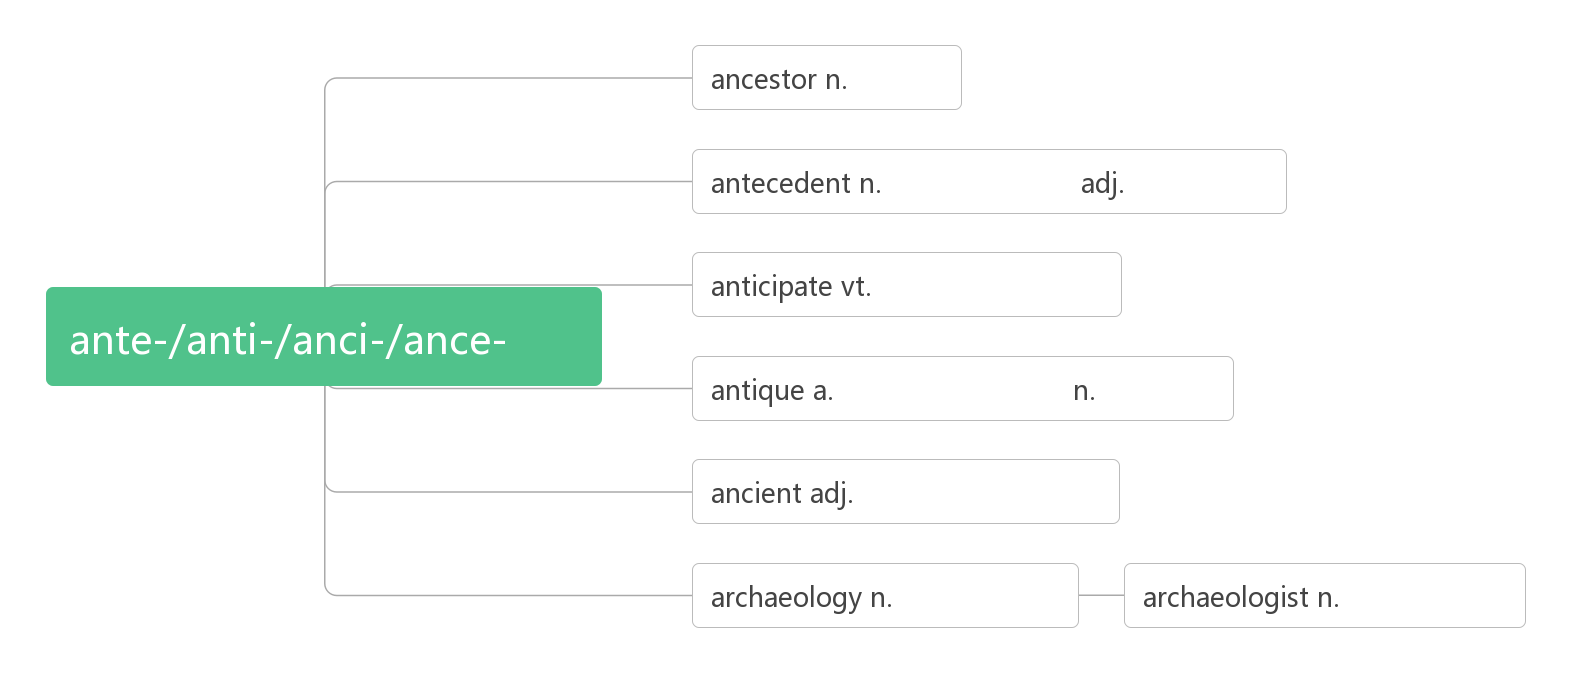 ancestor n.
antecedent n. adj.
anticipate vt.
ante-/anti-/anci-/ance-
antique a. n.
ancient adj.
archaeology n.
archaeologist n.